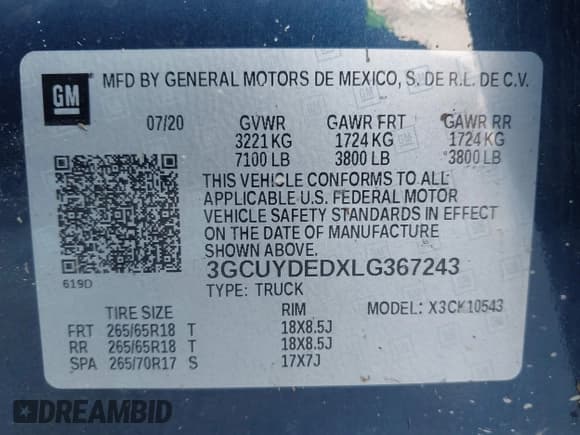 GM
MFD BY GENERAL MOTORS DE MEXICO, S. DE R.L. DE C.V.
07/20 GVWR GAWR FRT GAWR RR
3221 KG 1724 KG 1724 KG
7100 LB 3800 LB 3800 LB
THIS VEHICLE CONFORMS TO ALL
APPLICABLE U.S. FEDERAL MOTOR
VEHICLE SAFETY STANDARDS IN EFFECT
ON THE DATE OF MANUFACTURE
SHOWN ABOVE.
3GCUYDEDXLG367243
619D
TYPE: TRUCK
TIRE SIZE RIM MODEL: X3CK10543
FRT 265/65R18 T 18X8.5J
RR 265/65R18 T 18X8.5J
SPA 265/70R17 S 17X7J
DREAMBID